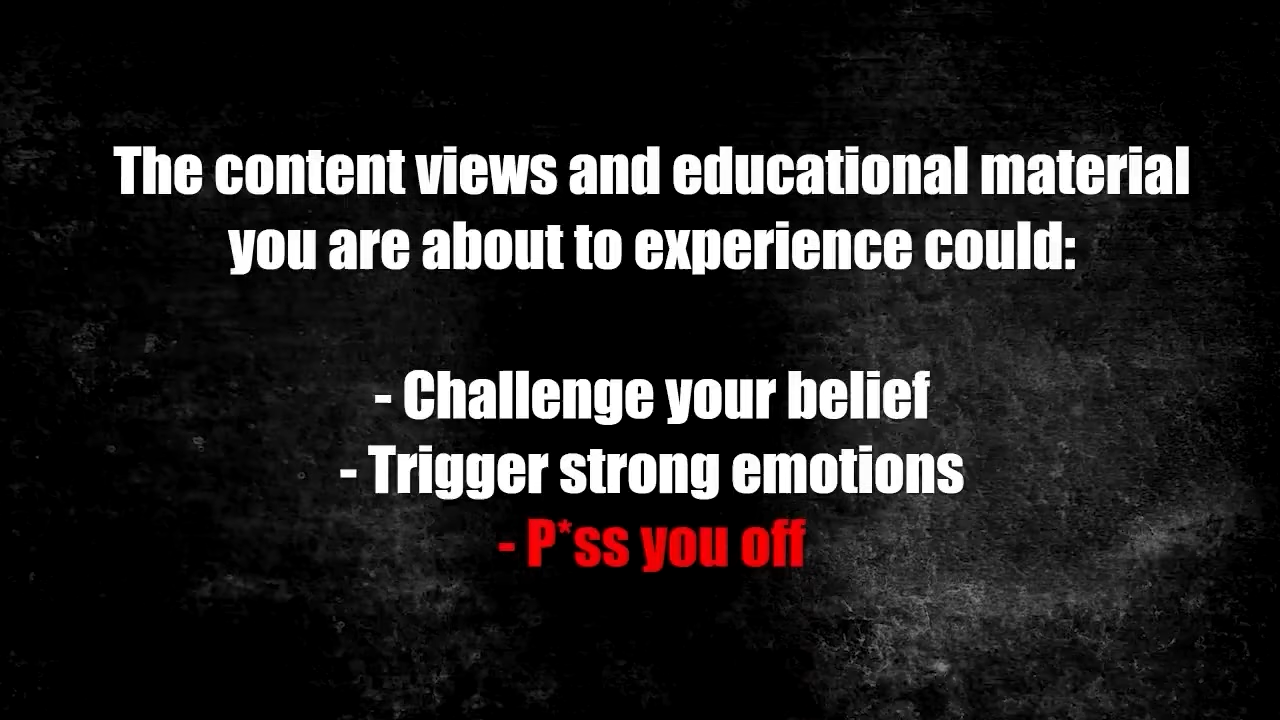 The content views and educational material
you are about to experience could:
- Challenge your belief
- Trigger strong emotions
- P*ss you off